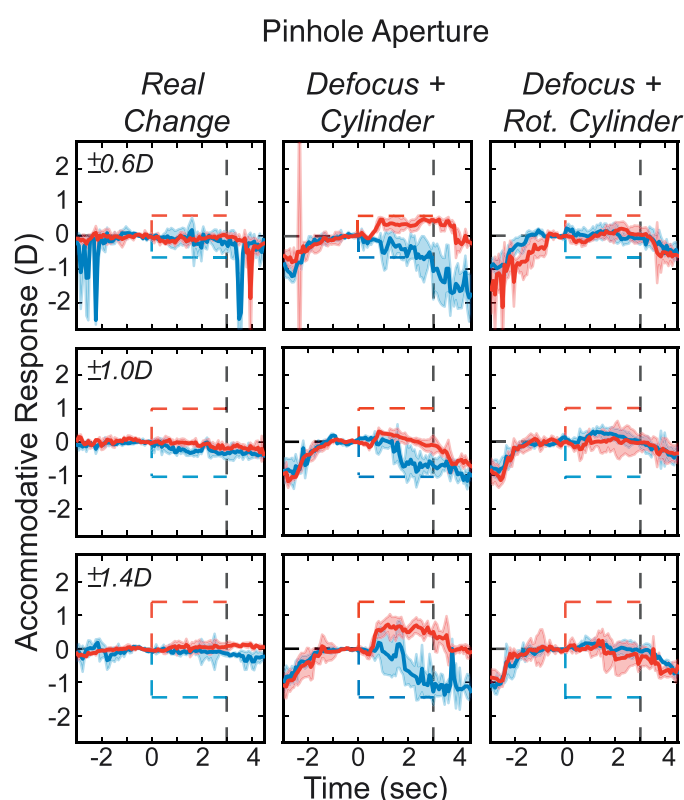 Pinhole Aperture
Real Change
Defocus + Cylinder
Defocus + Rot. Cylinder
Accommodative Response (D)
±0.6D
2
1
0
-1
-2
±1.0D
2
1
0
-1
-2
±1.4D
2
1
0
-1
-2
-2 0 2 4
-2 0 2 4
-2 0 2 4
Time (sec)